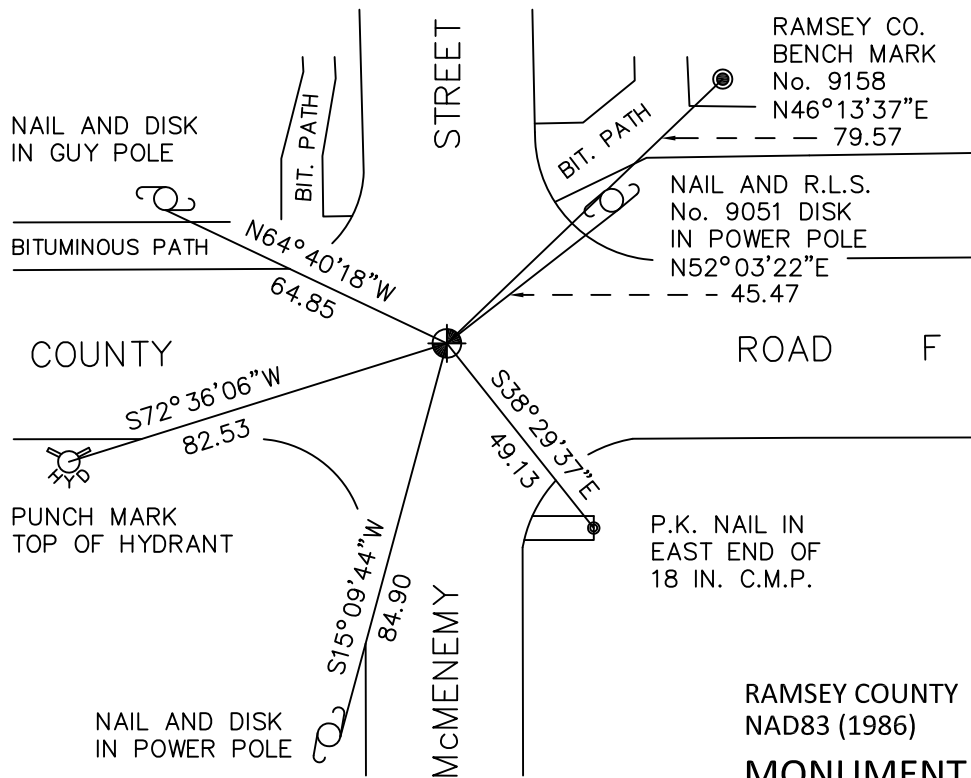 STREET
RAMSEY CO.
BENCH MARK
No. 9158
N46°13'37"E
79.57
NAIL AND DISK
IN GUY POLE
BIT. PATH
BIT. PATH
NAIL AND R.L.S.
No. 9051 DISK
IN POWER POLE
N52°03'22"E
45.47
BITUMINOUS PATH
N64°40'18"W
64.85
COUNTY
ROAD F
S72°36'06"W
82.53
S38°29'37"E
49.13
HYD
PUNCH MARK
TOP OF HYDRANT
P.K. NAIL IN
EAST END OF
18 IN. C.M.P.
S15°09'44"W
84.90
McMENEMY
NAIL AND DISK
IN POWER POLE
RAMSEY COUNTY
NAD83 (1986)
MONUMENT